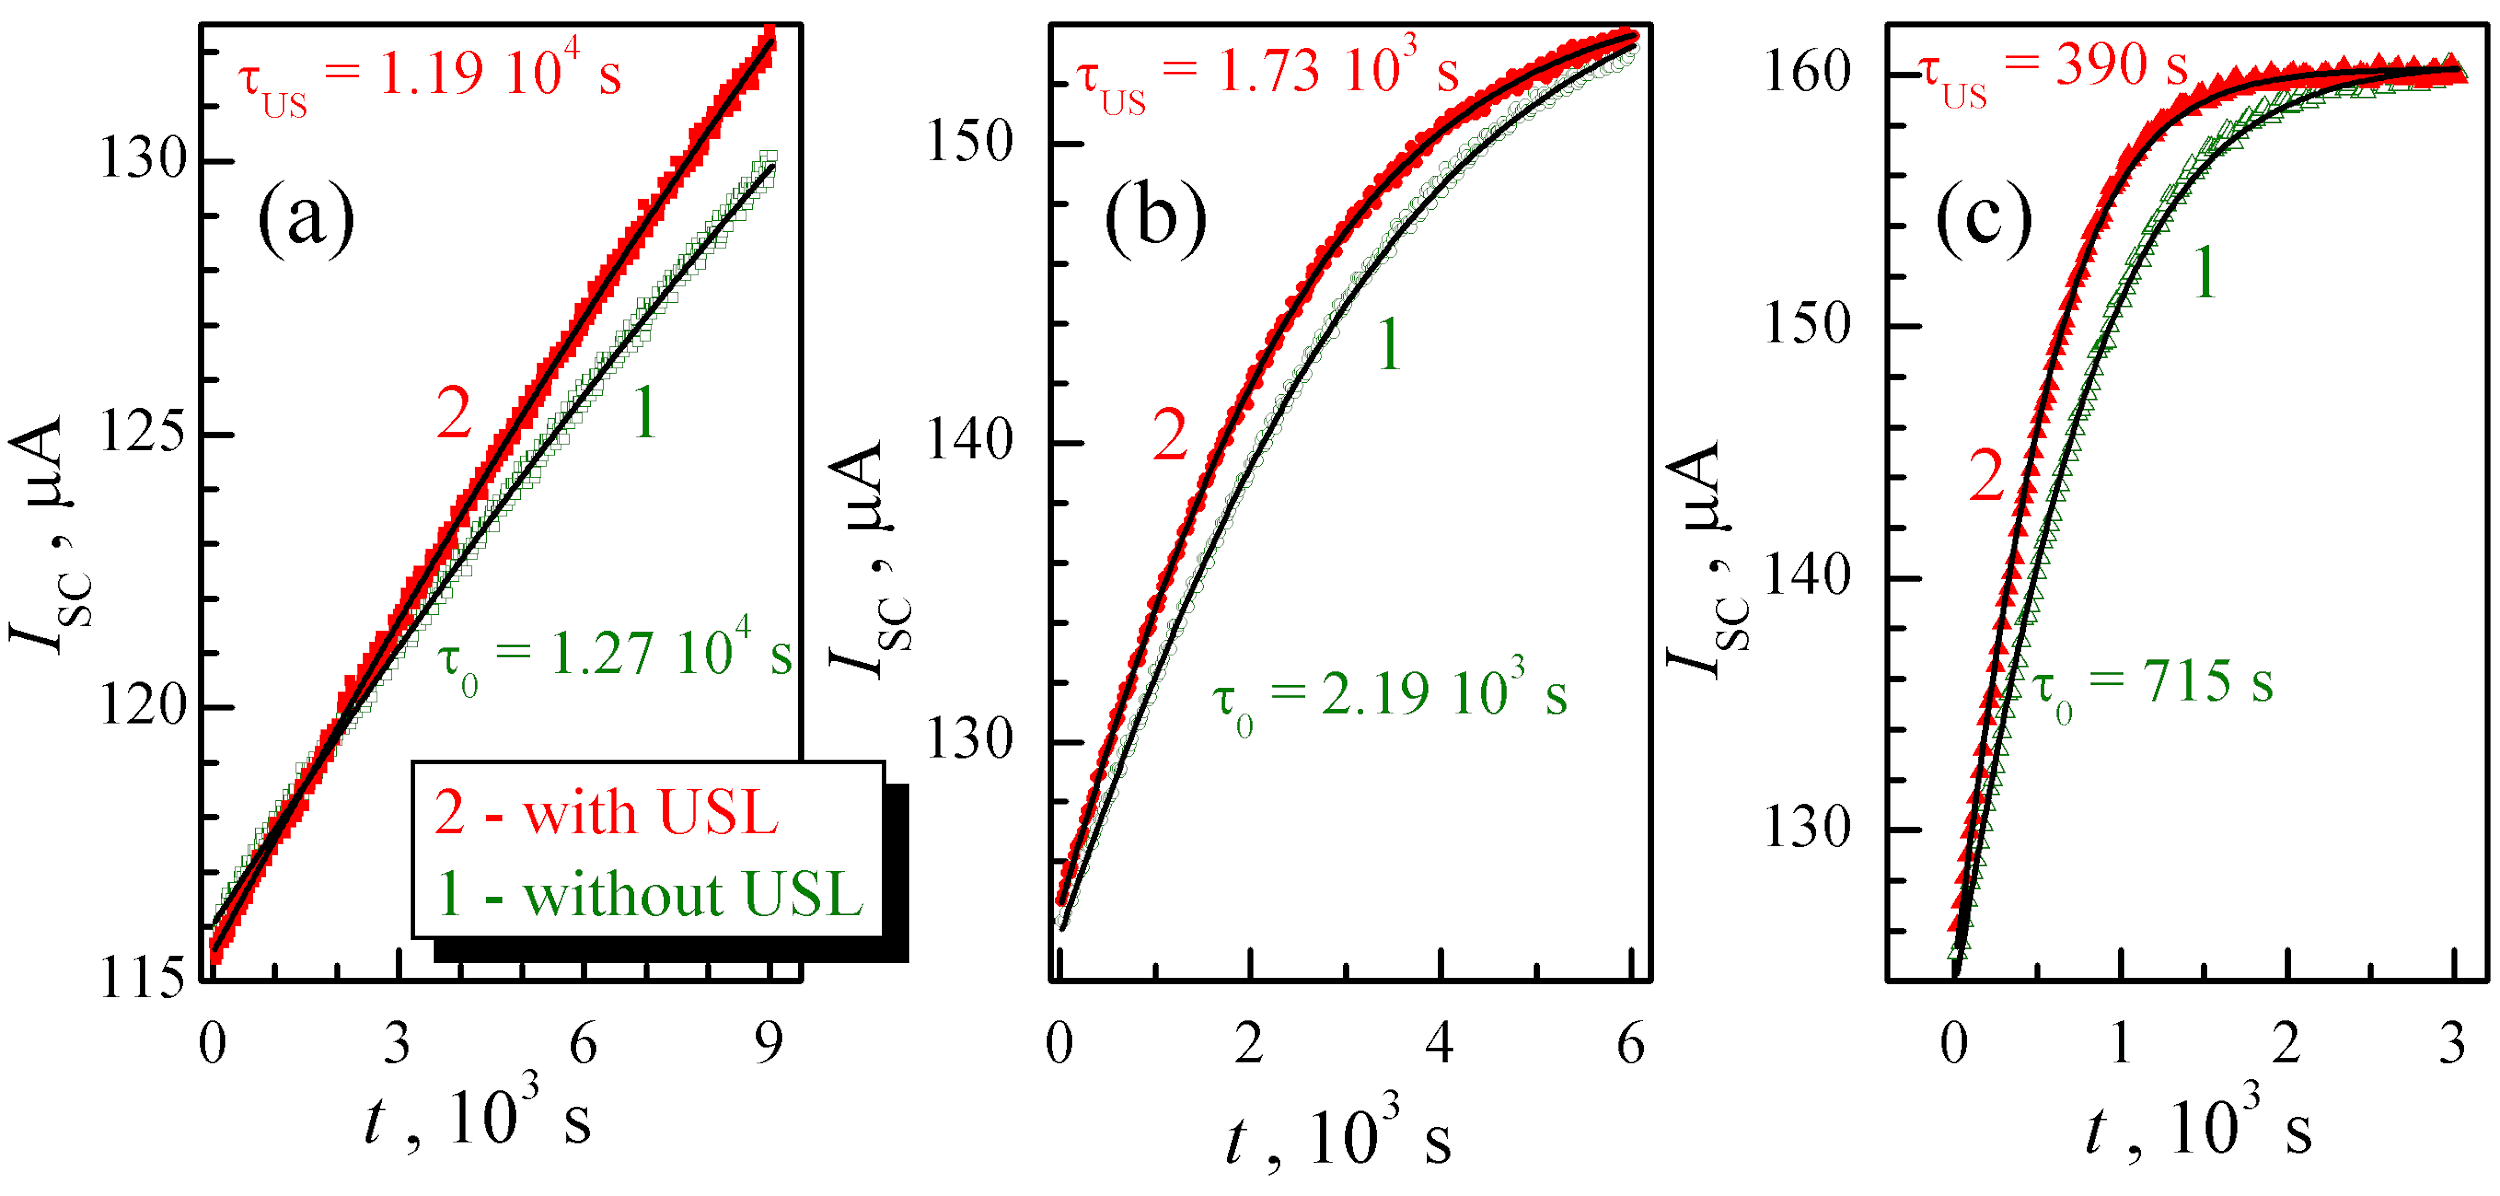 τUS = 1.19 10^4 s
(a)
2
1
τ0 = 1.27 10^4 s
2 - with USL
1 - without USL
130
125
120
115
0 3 6 9
ISC , μA
t , 10^3 s
τUS = 1.73 10^3 s
(b)
1
2
τ0 = 2.19 10^3 s
150
140
130
0 2 4 6
ISC , μA
t , 10^3 s
τUS = 390 s
(c)
1
2
τ0 = 715 s
160
150
140
130
0 1 2 3
ISC , μA
t , 10^3 s